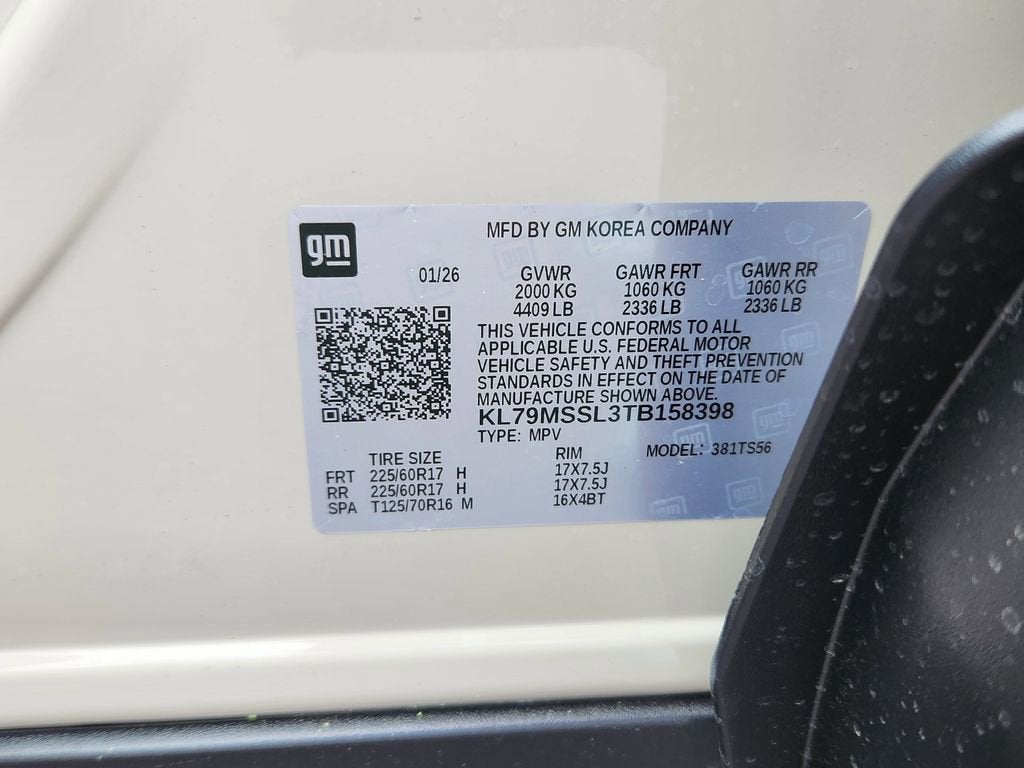 gm
MFD BY GM KOREA COMPANY
01/26 GVWR GAWR FRT GAWR RR
2000 KG 1060 KG 1060 KG
4409 LB 2336 LB 2336 LB
THIS VEHICLE CONFORMS TO ALL
APPLICABLE U.S. FEDERAL MOTOR
VEHICLE SAFETY AND THEFT PREVENTION
STANDARDS IN EFFECT ON THE DATE OF
MANUFACTURE SHOWN ABOVE.
KL79MSSL3TB158398
TYPE: MPV MODEL: 381TS56
TIRE SIZE RIM
FRT 225/60R17 H 17X7.5J
RR 225/60R17 H 17X7.5J
SPA T125/70R16 M 16X4BT